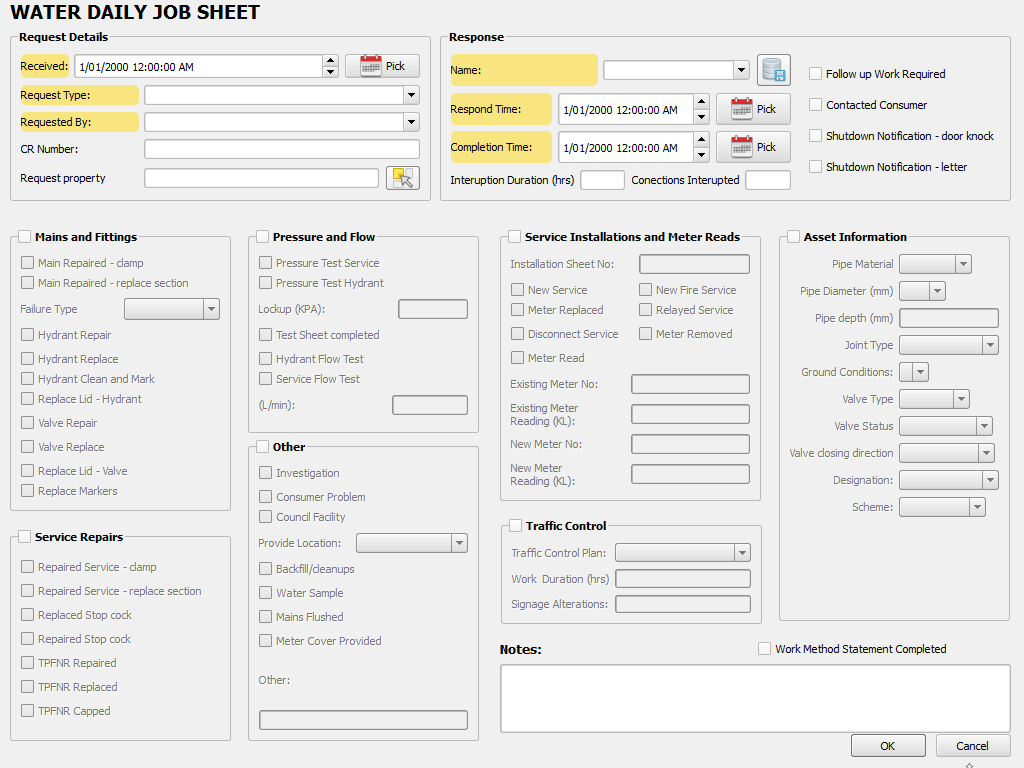 WATER DAILY JOB SHEET
Request Details
Received: 1/01/2000 12:00:00 AM Pick
Request Type:
Requested By:
CR Number:
Request property
Response
Name:
Respond Time: 1/01/2000 12:00:00 AM Pick
Completion Time: 1/01/2000 12:00:00 AM Pick
Interuption Duration (hrs) Conections Interupted
Follow up Work Required
Contacted Consumer
Shutdown Notification - door knock
Shutdown Notification - letter
Mains and Fittings
Main Repaired - clamp
Main Repaired - replace section
Failure Type
Hydrant Repair
Hydrant Replace
Hydrant Clean and Mark
Replace Lid - Hydrant
Valve Repair
Valve Replace
Replace Lid - Valve
Replace Markers
Service Repairs
Repaired Service - clamp
Repaired Service - replace section
Replaced Stop cock
Repaired Stop cock
TPFNR Repaired
TPFNR Replaced
TPFNR Capped
Pressure and Flow
Pressure Test Service
Pressure Test Hydrant
Lockup (KPA):
Test Sheet completed
Hydrant Flow Test
Service Flow Test
(L/min):
Other
Investigation
Consumer Problem
Council Facility
Provide Location:
Backfill/cleanups
Water Sample
Mains Flushed
Meter Cover Provided
Other:
Service Installations and Meter Reads
Installation Sheet No:
New Service New Fire Service
Meter Replaced Relayed Service
Disconnect Service Meter Removed
Meter Read
Existing Meter No:
Existing Meter
Reading (KL):
New Meter No:
New Meter
Reading (KL):
Traffic Control
Traffic Control Plan:
Work Duration (hrs)
Signage Alterations:
Asset Information
Pipe Material
Pipe Diameter (mm)
Pipe depth (mm)
Joint Type
Ground Conditions:
Valve Type
Valve Status
Valve closing direction
Designation:
Scheme:
Notes:
Work Method Statement Completed
OK Cancel